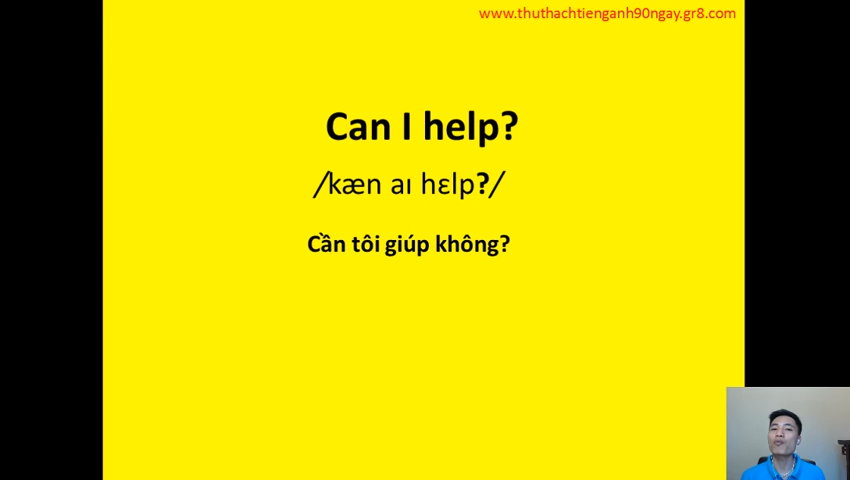 www.thuthachtienganh90ngay.gr8.com
Can I help?
/kæn aɪ hɛlp?/
Cần tôi giúp không?